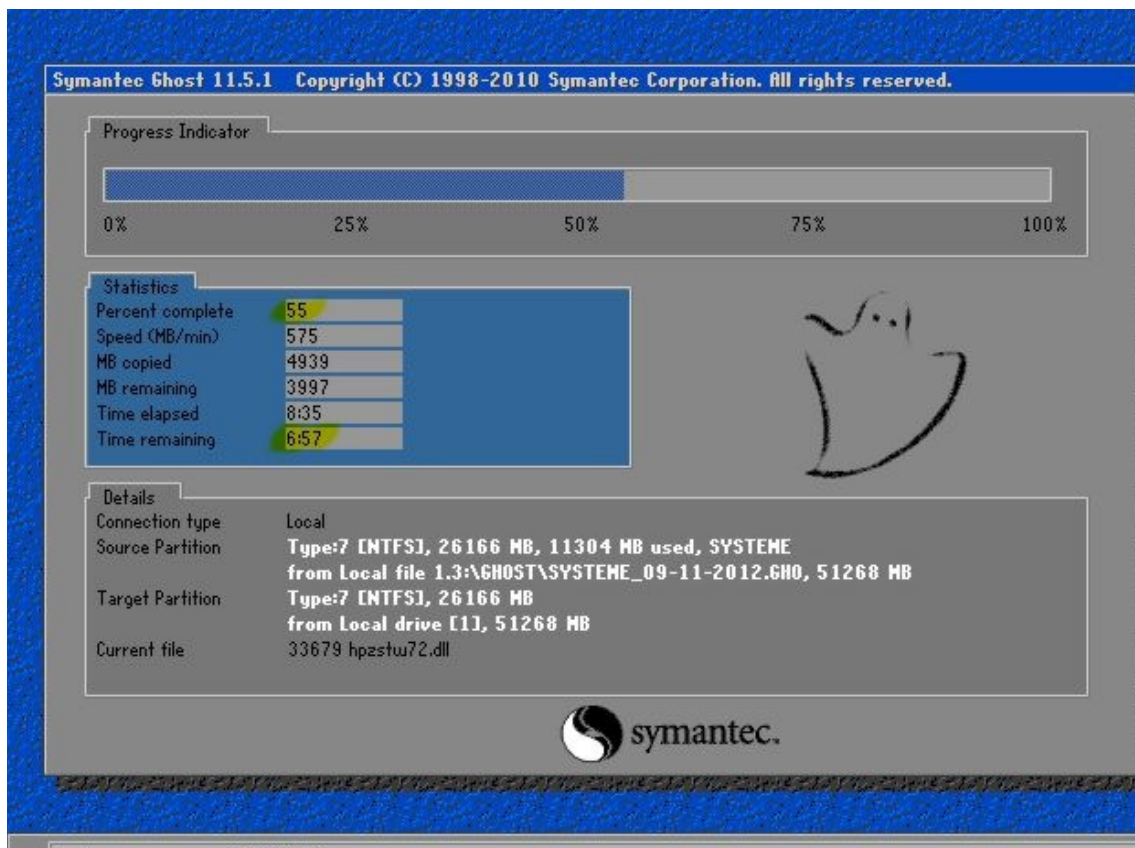 Symantec Ghost 11.5.1 Copyright (C) 1998-2010 Symantec Corporation. All rights reserved.
Progress Indicator
0% 25% 50% 75% 100%
Statistics
Percent complete 55
Speed (MB/min) 575
MB copied 4939
MB remaining 3997
Time elapsed 8:35
Time remaining 6:57
Details
Connection type Local
Source Partition Type:7 [NTFS], 26166 MB, 11304 MB used, SYSTEME
from Local file 1.3:\GHOST\SYSTEME_09-11-2012.GHO, 51268 MB
Target Partition Type:7 [NTFS], 26166 MB
from Local drive [1], 51268 MB
Current file 33679 hpzstw72.dll
symantec.